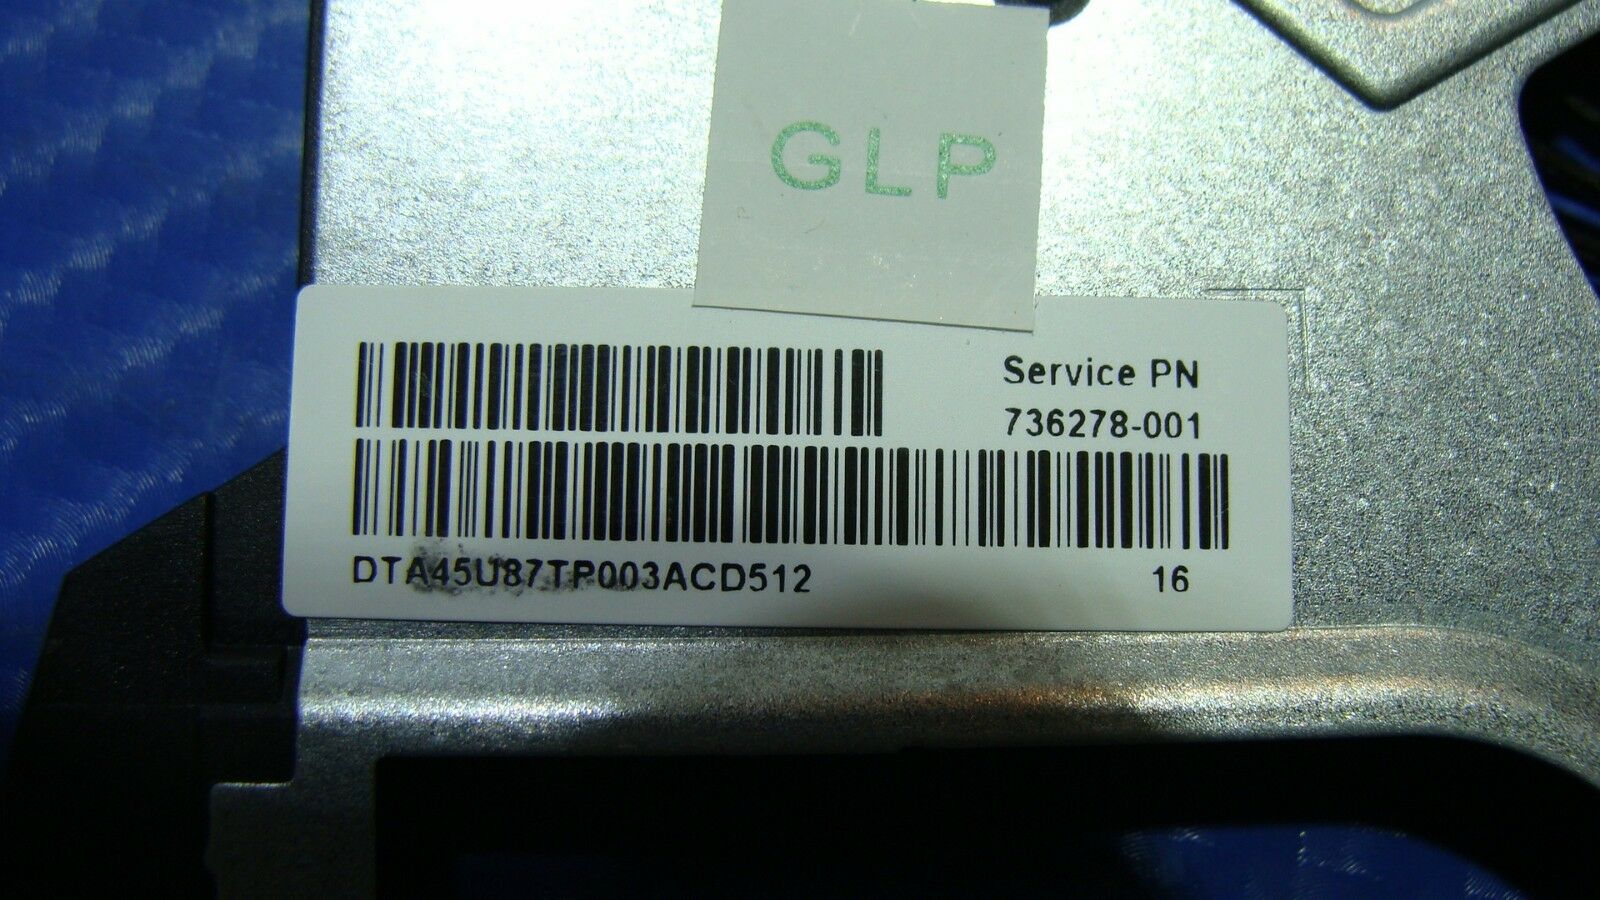 GLP
Service PN
736278-001
DTA45U87TP003ACD512 16